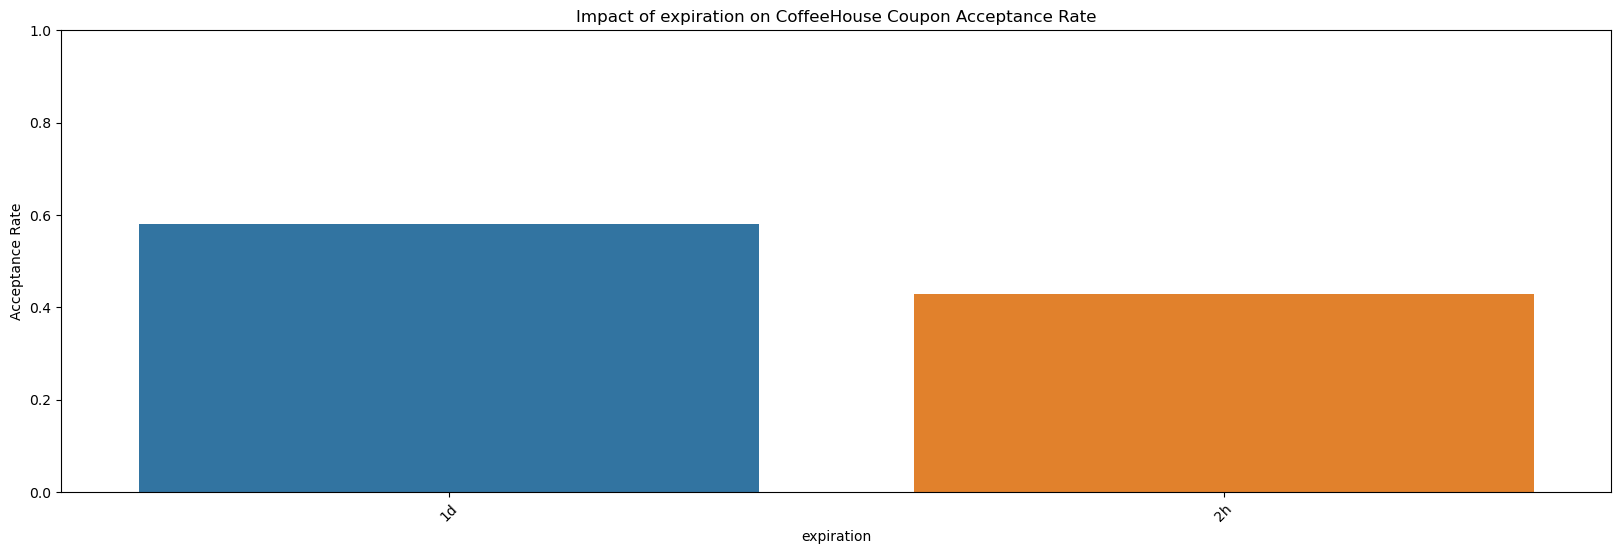 Impact of expiration on CoffeeHouse Coupon Acceptance Rate
1.0
0.8
0.6
0.4
0.2
0.0
Acceptance Rate
1d
2h
expiration